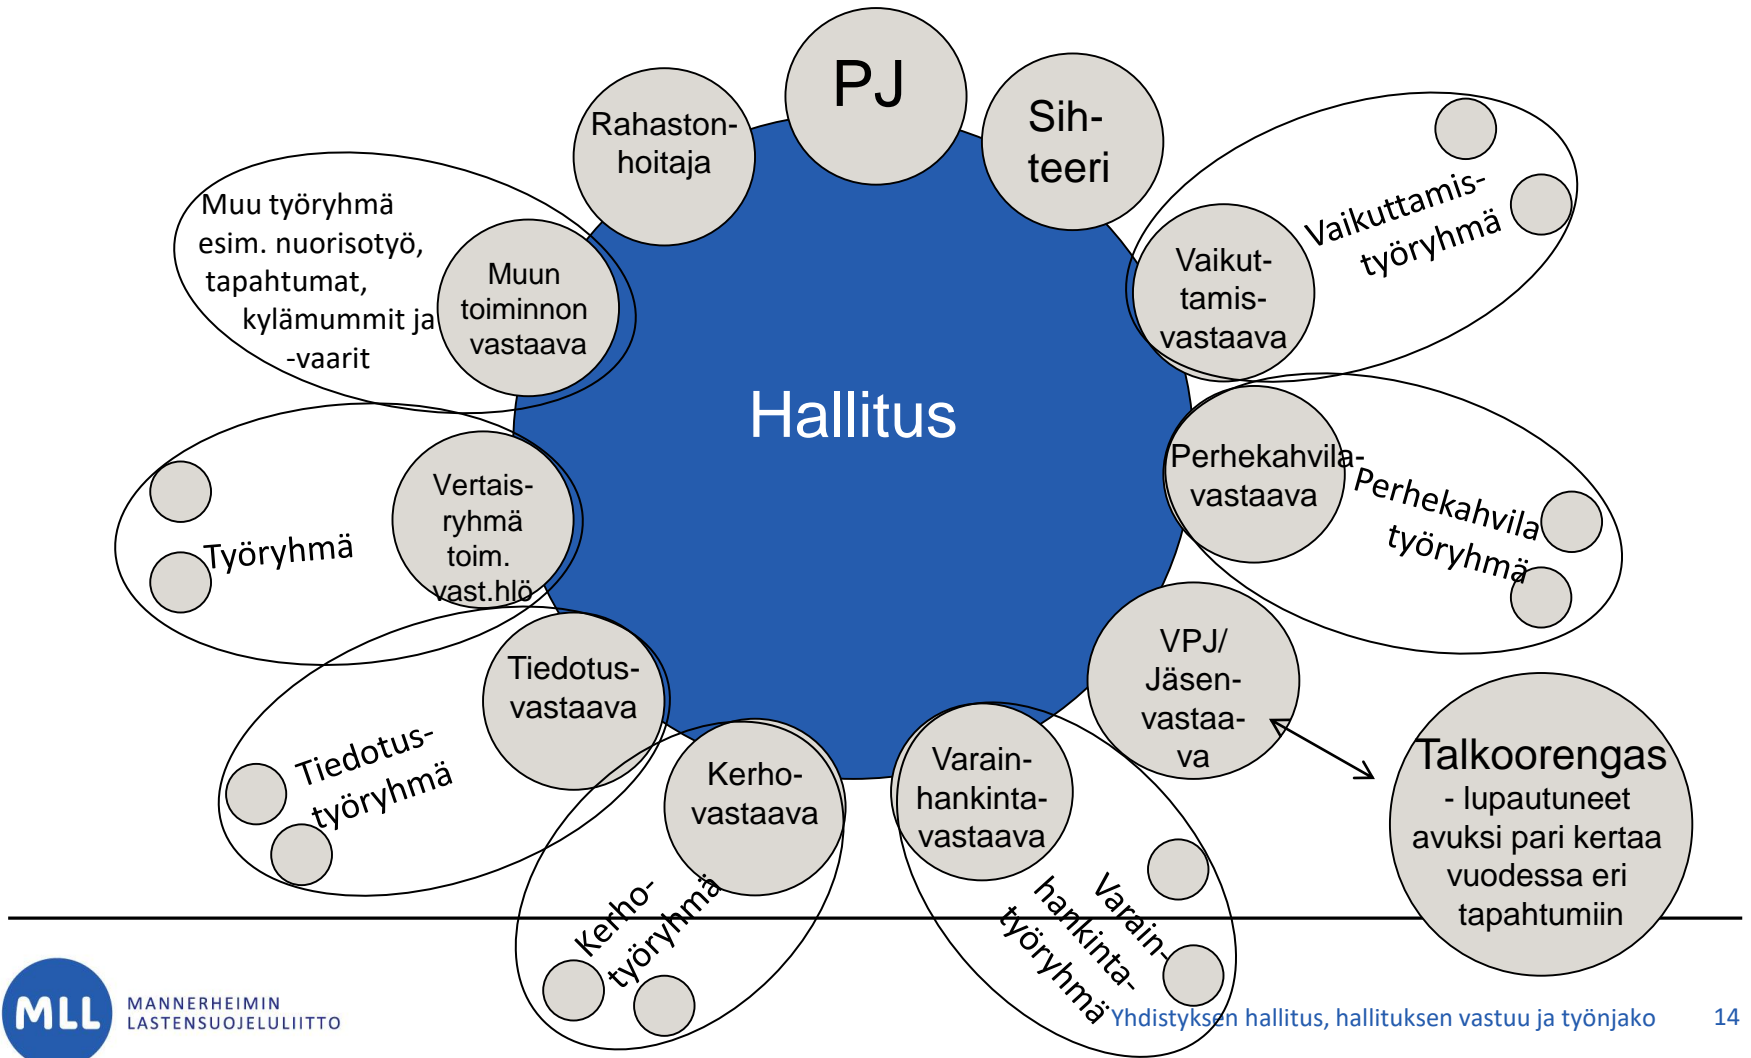 PJ
Sih-
teeri
Rahaston-
hoitaja
Muu työryhmä
esim. nuorisotyö,
tapahtumat,
kylämummit ja
-vaarit
Muun
toiminnon
vastaava
Vaikut-
tamis-
vastaava
Vaikuttamis-
työryhmä
Hallitus
Perhekahvila-
vastaava
Perhekahvila
työryhmä
Vertais-
ryhmä
toim.
vast.hlö
Työryhmä
Tiedotus-
vastaava
Tiedotus-
työryhmä
VPJ/
Jäsen-
vastaa-
va
Kerho-
vastaava
Kerho-
työryhmä
Varain-
hankinta-
vastaava
Varain-
hankinta-
työryhmä
Talkoorengas
- lupautuneet
avuksi pari kertaa
vuodessa eri
tapahtumiin
MLL
MANNERHEIMIN
LASTENSUOJELULIITTO
Yhdistyksen hallitus, hallituksen vastuu ja työnjako
14